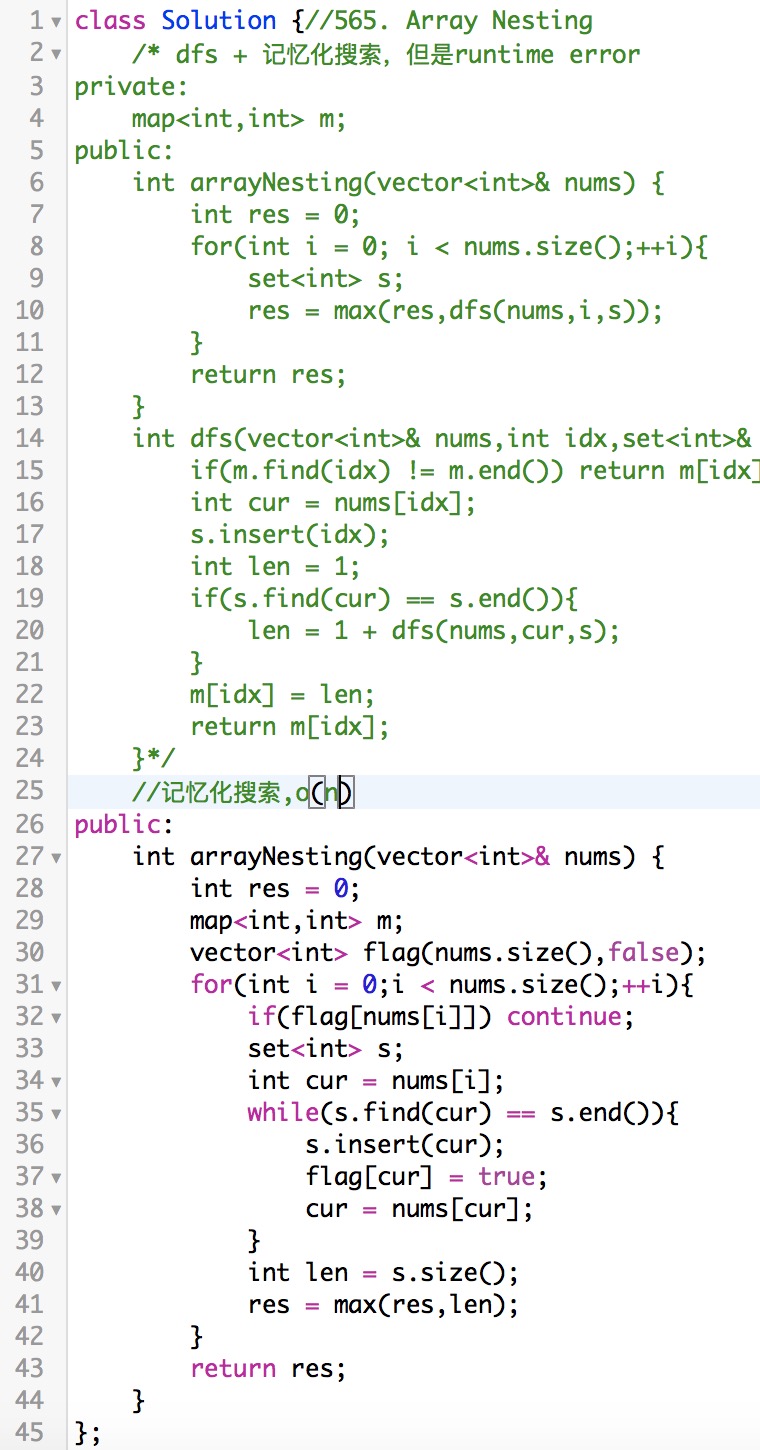 1 class Solution {//565. Array Nesting
2     /* dfs + 记忆化搜索，但是runtime error
3 private:
4     map<int,int> m;
5 public:
6     int arrayNesting(vector<int>& nums) {
7         int res = 0;
8         for(int i = 0; i < nums.size();++i){
9             set<int> s;
10             res = max(res,dfs(nums,i,s));
11         }
12         return res;
13     }
14     int dfs(vector<int>& nums,int idx,set<int>&
15         if(m.find(idx) != m.end()) return m[idx]
16         int cur = nums[idx];
17         s.insert(idx);
18         int len = 1;
19         if(s.find(cur) == s.end()){
20             len = 1 + dfs(nums,cur,s);
21         }
22         m[idx] = len;
23         return m[idx];
24     }*/
25     //记忆化搜索,o(n)
26 public:
27     int arrayNesting(vector<int>& nums) {
28         int res = 0;
29         map<int,int> m;
30         vector<int> flag(nums.size(),false);
31         for(int i = 0;i < nums.size();++i){
32             if(flag[nums[i]]) continue;
33             set<int> s;
34             int cur = nums[i];
35             while(s.find(cur) == s.end()){
36                 s.insert(cur);
37                 flag[cur] = true;
38                 cur = nums[cur];
39             }
40             int len = s.size();
41             res = max(res,len);
42         }
43         return res;
44     }
45 };